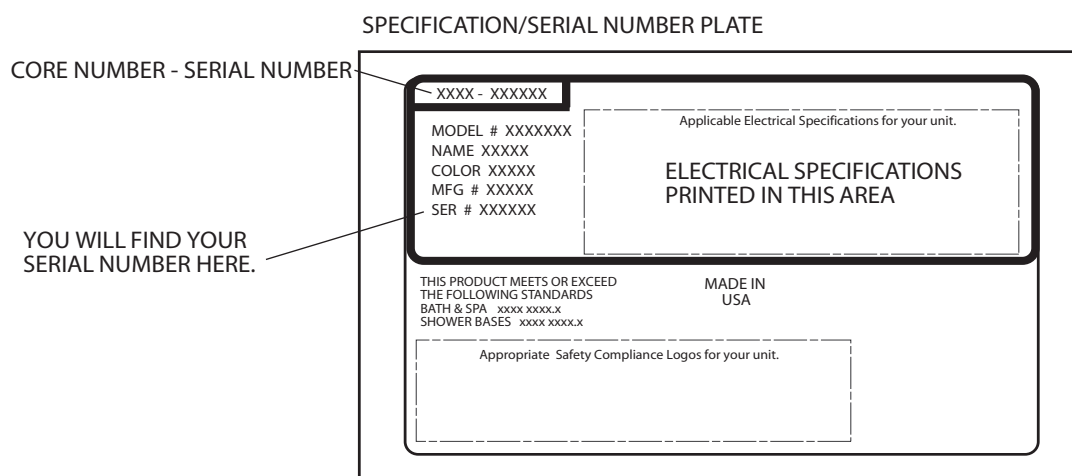 SPECIFICATION/SERIAL NUMBER PLATE
CORE NUMBER - SERIAL NUMBER
XXXX - XXXXXX
MODEL # XXXXXXX
NAME XXXXX
COLOR XXXXX
MFG # XXXXX
SER # XXXXXX
Applicable Electrical Specifications for your unit.
ELECTRICAL SPECIFICATIONS
PRINTED IN THIS AREA
YOU WILL FIND YOUR
SERIAL NUMBER HERE.
THIS PRODUCT MEETS OR EXCEED
THE FOLLOWING STANDARDS
BATH & SPA xxxx xxxx.x
SHOWER BASES xxxx xxxx.x
MADE IN
USA
Appropriate Safety Compliance Logos for your unit.